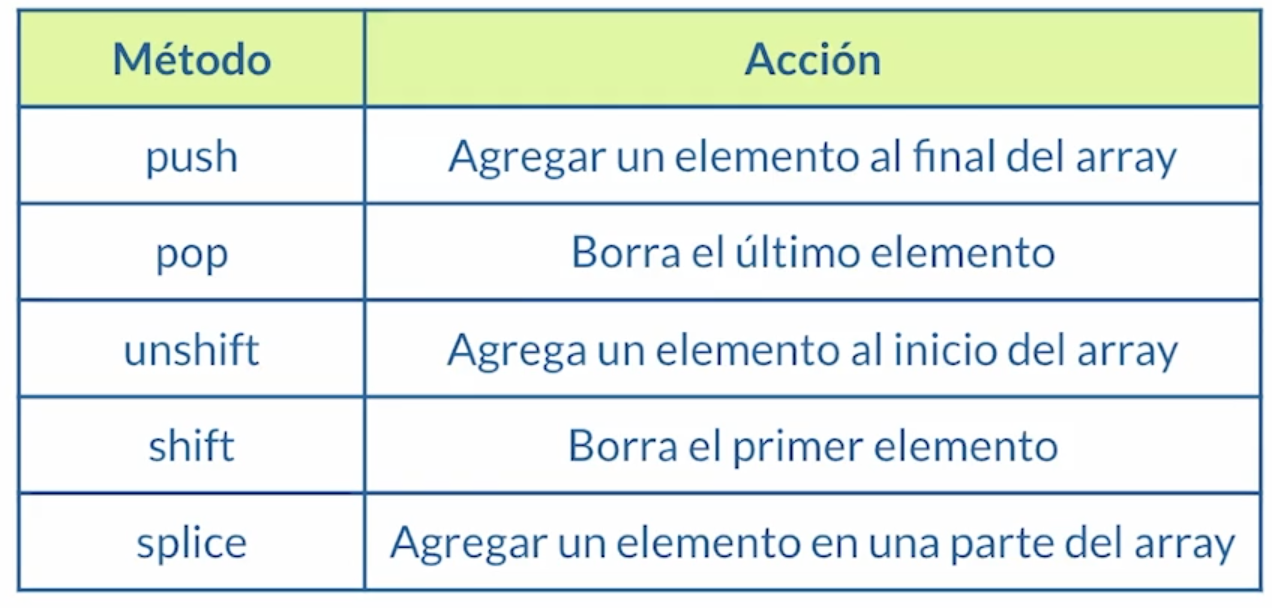 Método Acción
push Agregar un elemento al final del array
pop Borra el último elemento
unshift Agrega un elemento al inicio del array
shift Borra el primer elemento
splice Agregar un elemento en una parte del array